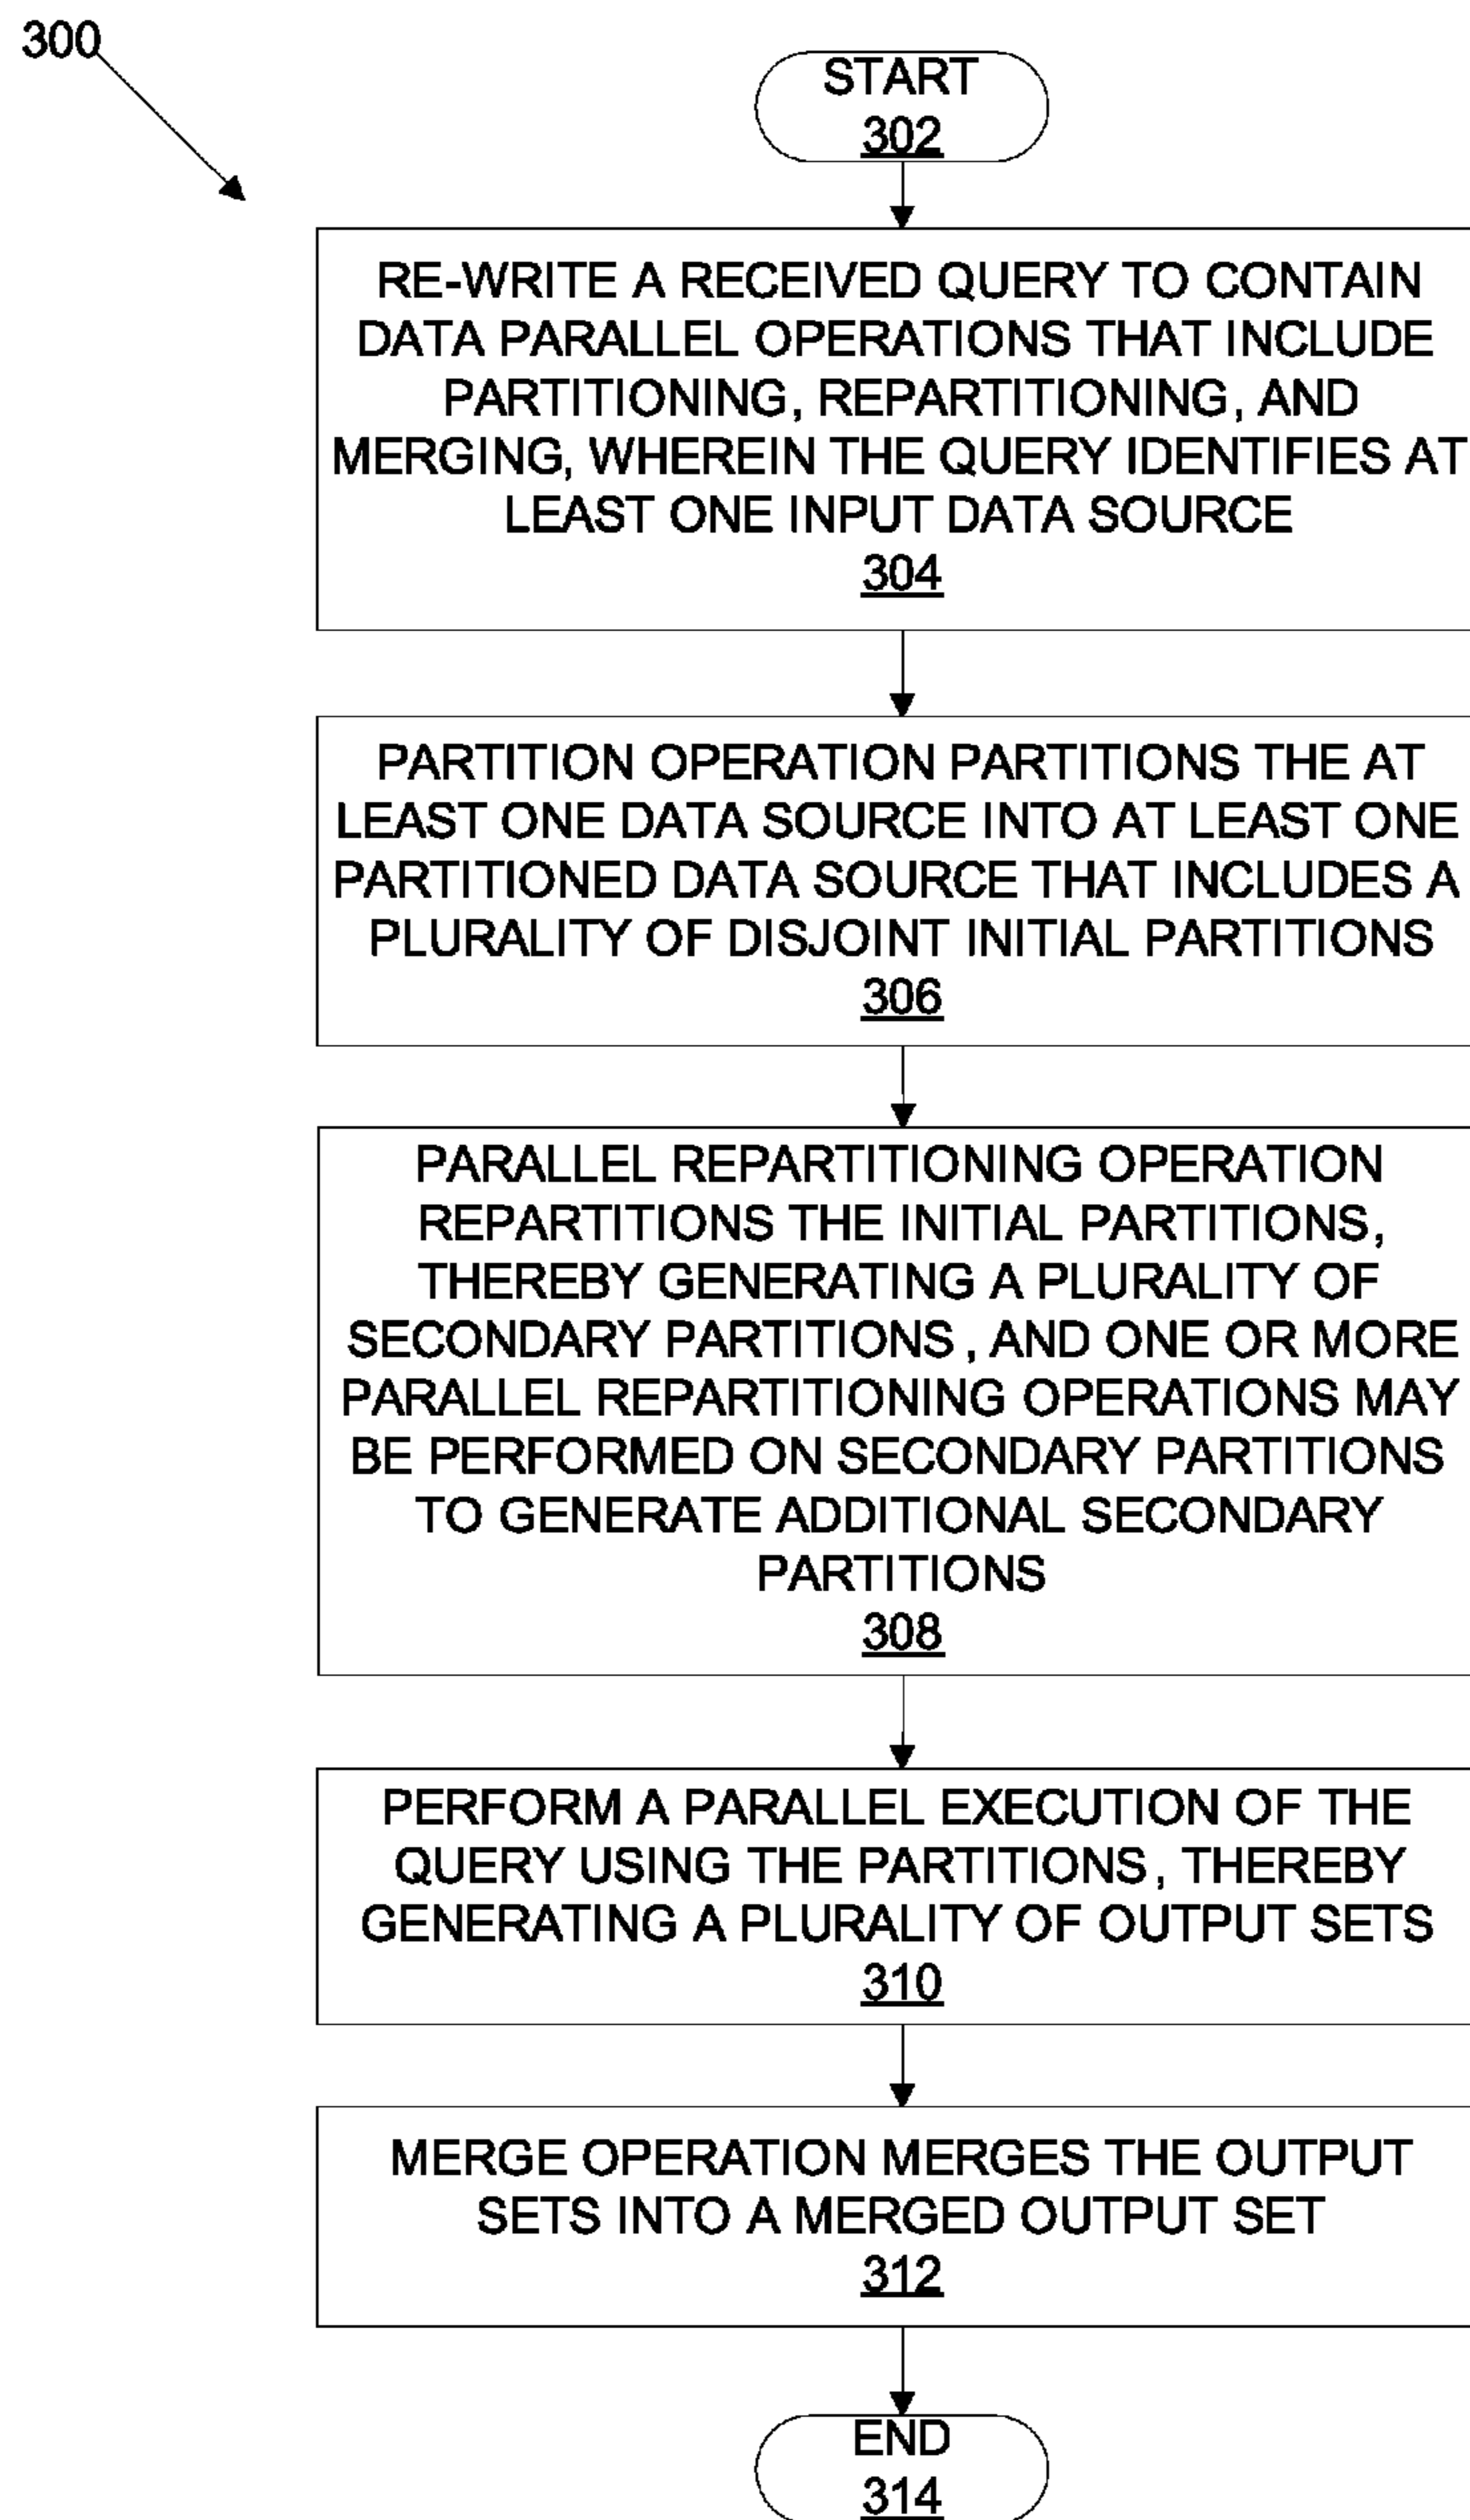 300
START
302
RE-WRITE A RECEIVED QUERY TO CONTAIN
DATA PARALLEL OPERATIONS THAT INCLUDE
PARTITIONING, REPARTITIONING, AND
MERGING, WHEREIN THE QUERY IDENTIFIES AT
LEAST ONE INPUT DATA SOURCE
304
PARTITION OPERATION PARTITIONS THE AT
LEAST ONE DATA SOURCE INTO AT LEAST ONE
PARTITIONED DATA SOURCE THAT INCLUDES A
PLURALITY OF DISJOINT INITIAL PARTITIONS
306
PARALLEL REPARTITIONING OPERATION
REPARTITIONS THE INITIAL PARTITIONS,
THEREBY GENERATING A PLURALITY OF
SECONDARY PARTITIONS, AND ONE OR MORE
PARALLEL REPARTITIONING OPERATIONS MAY
BE PERFORMED ON SECONDARY PARTITIONS
TO GENERATE ADDITIONAL SECONDARY
PARTITIONS
308
PERFORM A PARALLEL EXECUTION OF THE
QUERY USING THE PARTITIONS, THEREBY
GENERATING A PLURALITY OF OUTPUT SETS
310
MERGE OPERATION MERGES THE OUTPUT
SETS INTO A MERGED OUTPUT SET
312
END
314